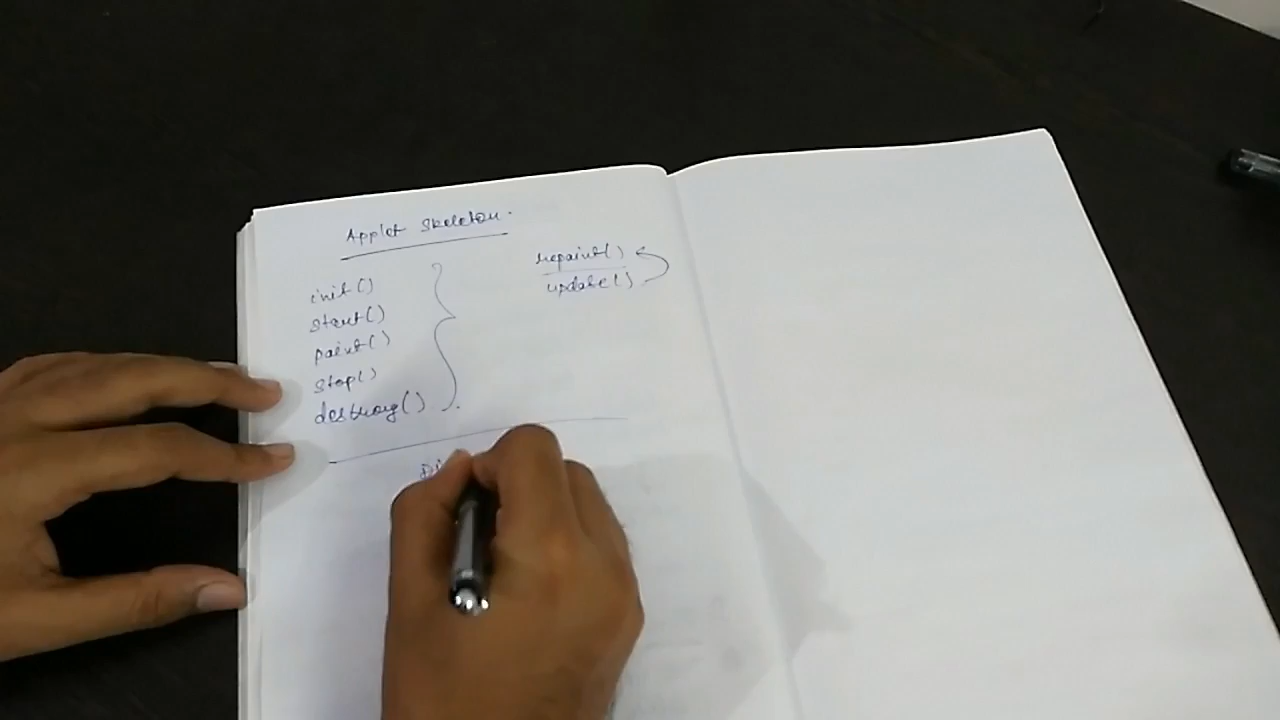 Applet Skeleton.
init()
start()
paint()
stop()
destroy()
repaint()
update()